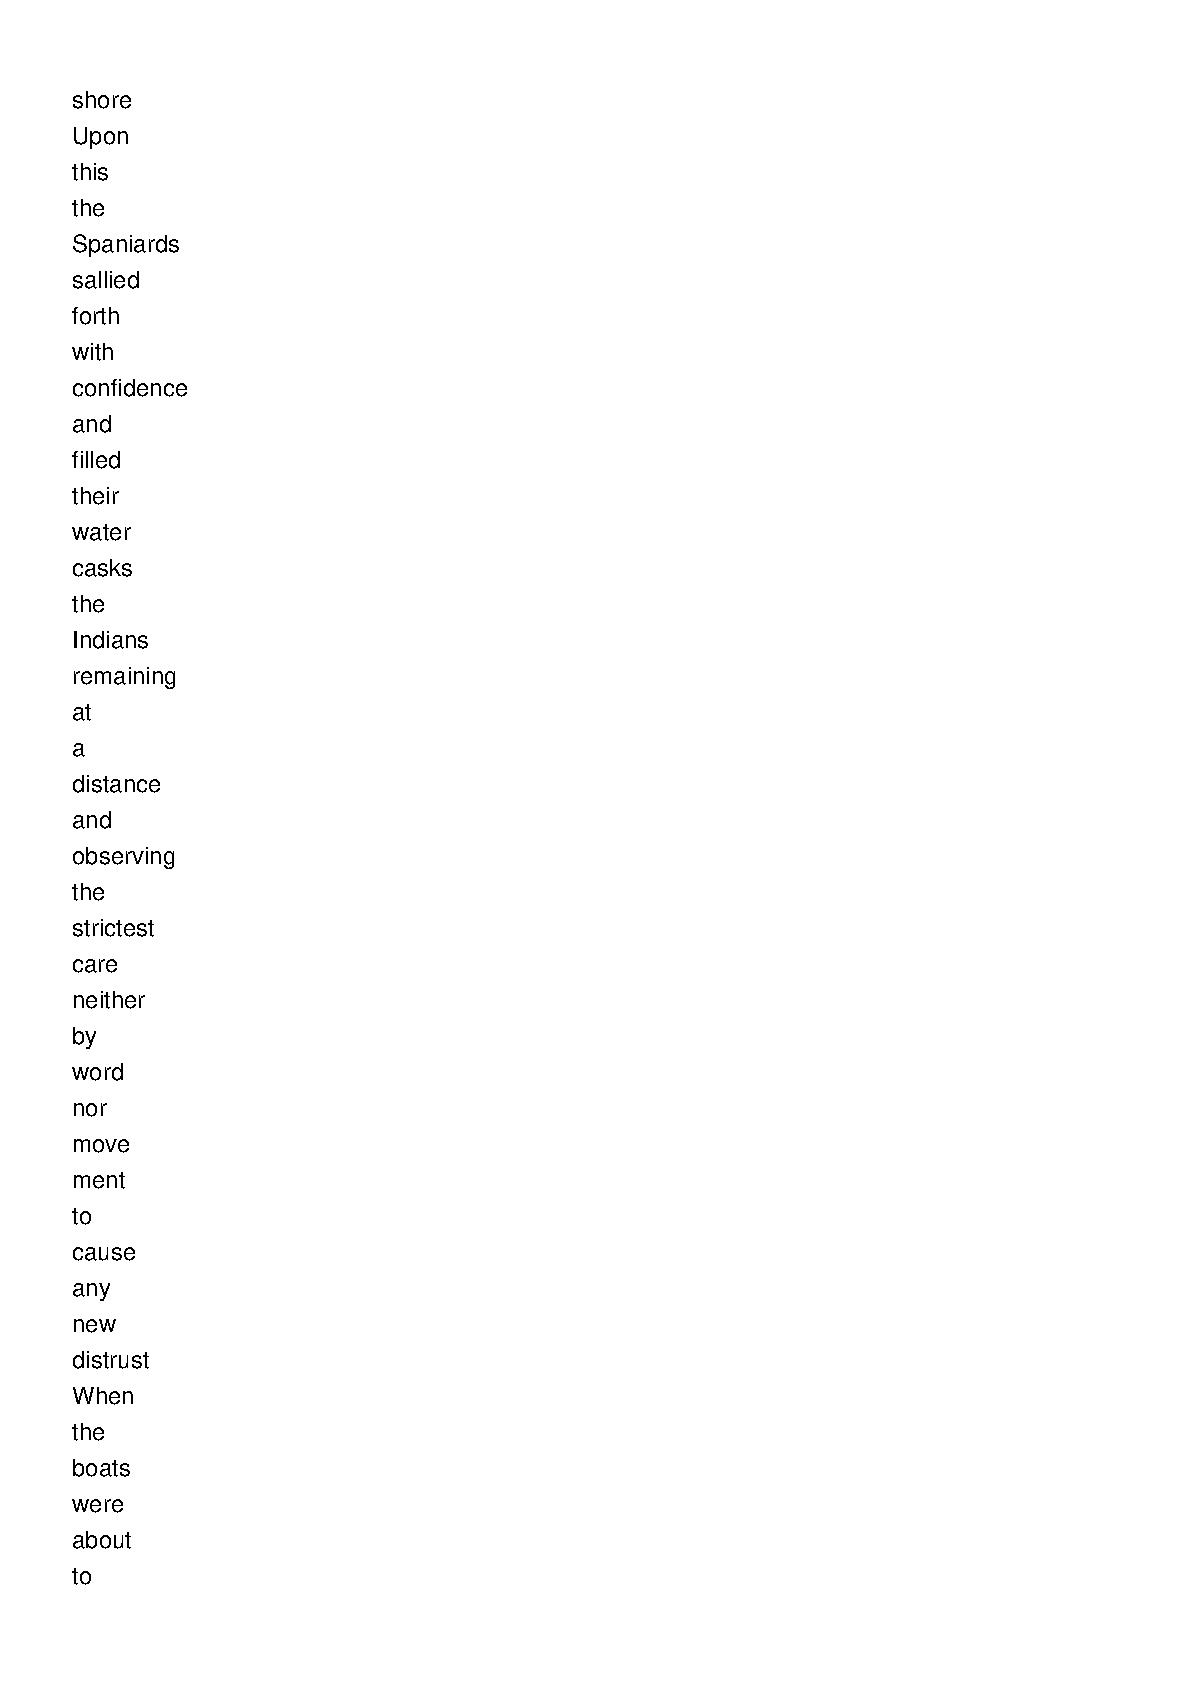 shore
Upon
this
the
Spaniards
sallied
forth
with
confidence
and
filled
their
water
casks
the
Indians
remaining
at
a
distance
and
observing
the
strictest
care
neither
by
word
nor
move
ment
to
cause
any
new
distrust
When
the
boats
were
about
to